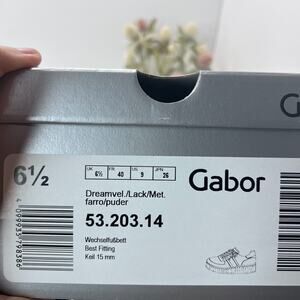 6½
UK FR US JPN
6½ 40 9 26
Dreamvel./Lack/Met.
farro/puder
53.203.14
Wechselfußbett
Best Fitting
Keil 15 mm
Gabor